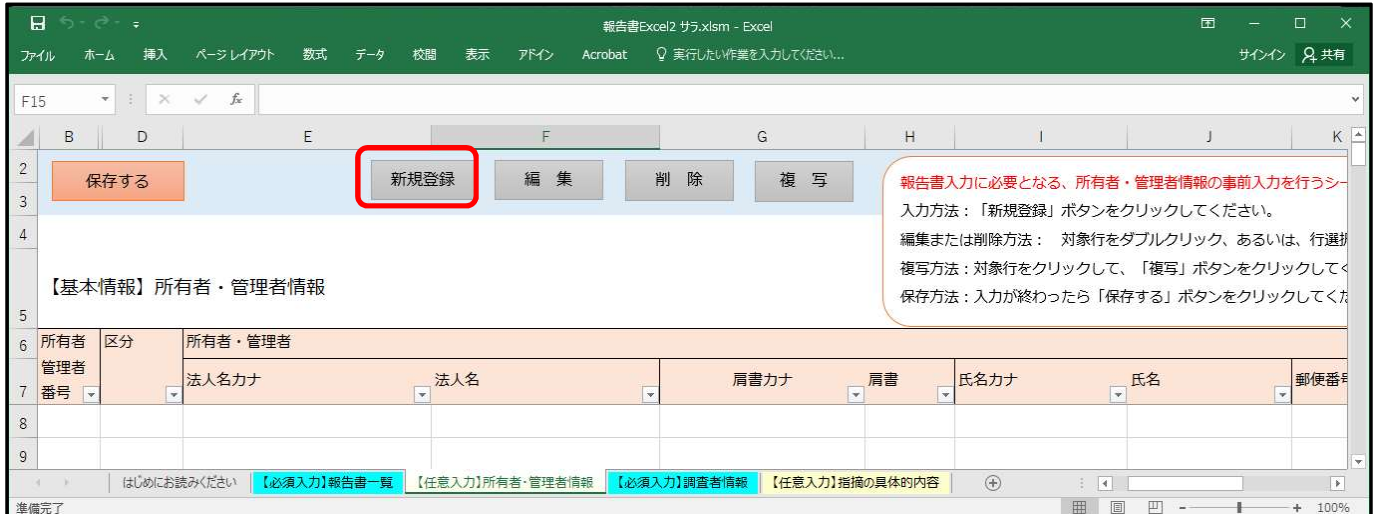 報告書Excel2 サラ.xlsm - Excel
ファイル ホーム 挿入 ページ レイアウト 数式 データ 校閲 表示 アドイン Acrobat 実行したい作業を入力してください... サインイン 共有
F15 fx
B D E F G H I J K
2 保存する 新規登録 編 集 削 除 複 写
3
4
5 【基本情報】所有者・管理者情報
報告書入力に必要となる、所有者・管理者情報の事前入力を行うシー
入力方法：「新規登録」ボタンをクリックしてください。
編集または削除方法： 対象行をダブルクリック、あるいは、行選択
複写方法：対象行をクリックして、「複写」ボタンをクリックしてく
保存方法：入力が終わったら「保存する」ボタンをクリックしてくだ
6 所有者 区分 所有者・管理者
管理者
7 番号 法人名カナ 法人名 肩書カナ 肩書 氏名カナ 氏名 郵便番号
8
9
はじめにお読みください 【必須入力】報告書一覧 【任意入力】所有者・管理者情報 【必須入力】調査者情報 【任意入力】指摘の具体的内容
準備完了 100%